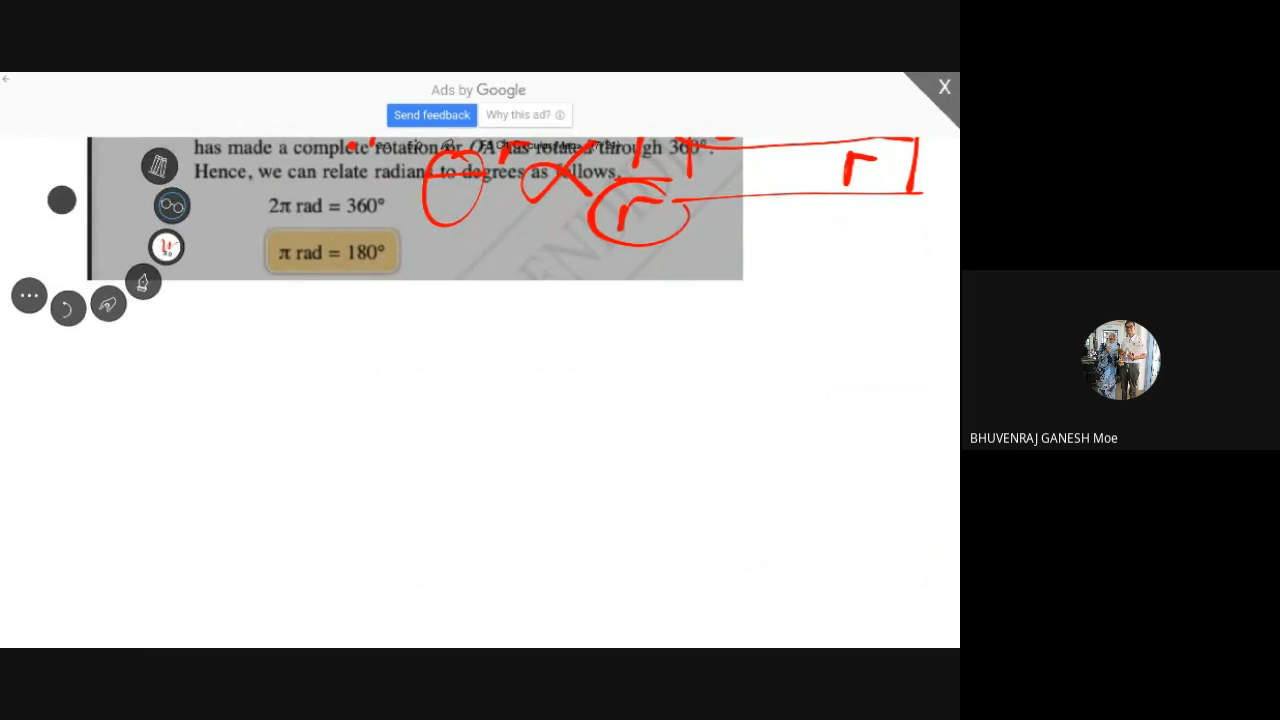 Ads by Google
Send feedback
Why this ad?
X
has made a complete rotation or OA has rotated through 360°.
Hence, we can relate radians to degrees as follows.
2π rad = 360°
π rad = 180°
θ r α 1
r
r
BHUVENRAJ GANESH Moe